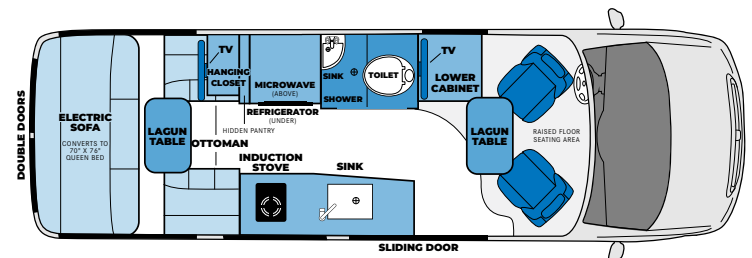 DOUBLE DOORS
ELECTRIC
SOFA
CONVERTS TO
70" X 76"
QUEEN BED
LAGUN
TABLE
TV
HANGING
CLOSET
MICROWAVE
(ABOVE)
REFRIGERATOR
(UNDER)
HIDDEN PANTRY
OTTOMAN
INDUCTION
STOVE
SINK
SINK
TOILET
SHOWER
TV
LOWER
CABINET
LAGUN
TABLE
RAISED FLOOR
SEATING AREA
SLIDING DOOR